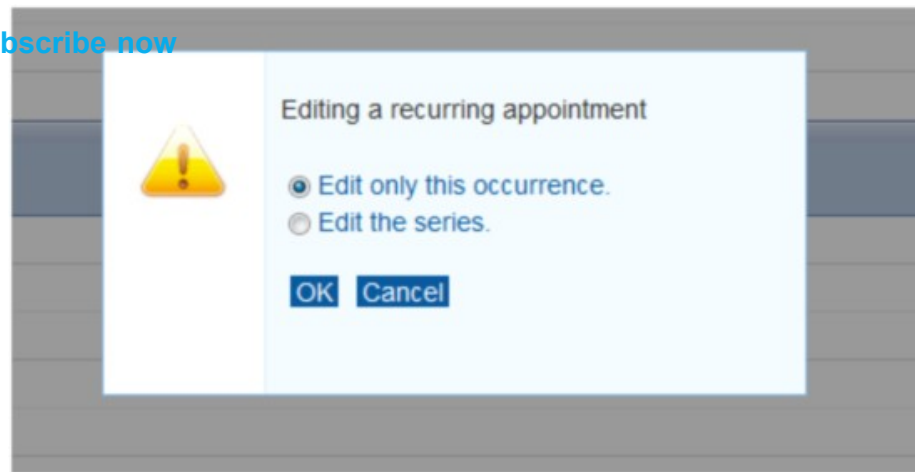 bscribe now
Editing a recurring appointment
Edit only this occurrence.
Edit the series.
OK Cancel